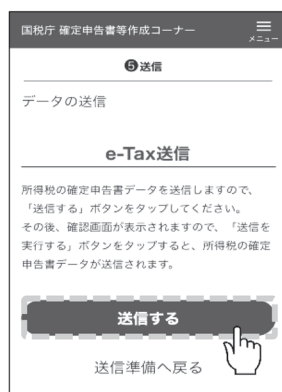 国税庁 確定申告書等作成コーナー
メニュー
❺送信
データの送信
e-Tax送信
所得税の確定申告書データを送信しますので、
「送信する」ボタンをタップしてください。
その後、確認画面が表示されますので、「送信を
実行する」ボタンをタップすると、所得税の確定
申告書データが送信されます。
送信する
送信準備へ戻る